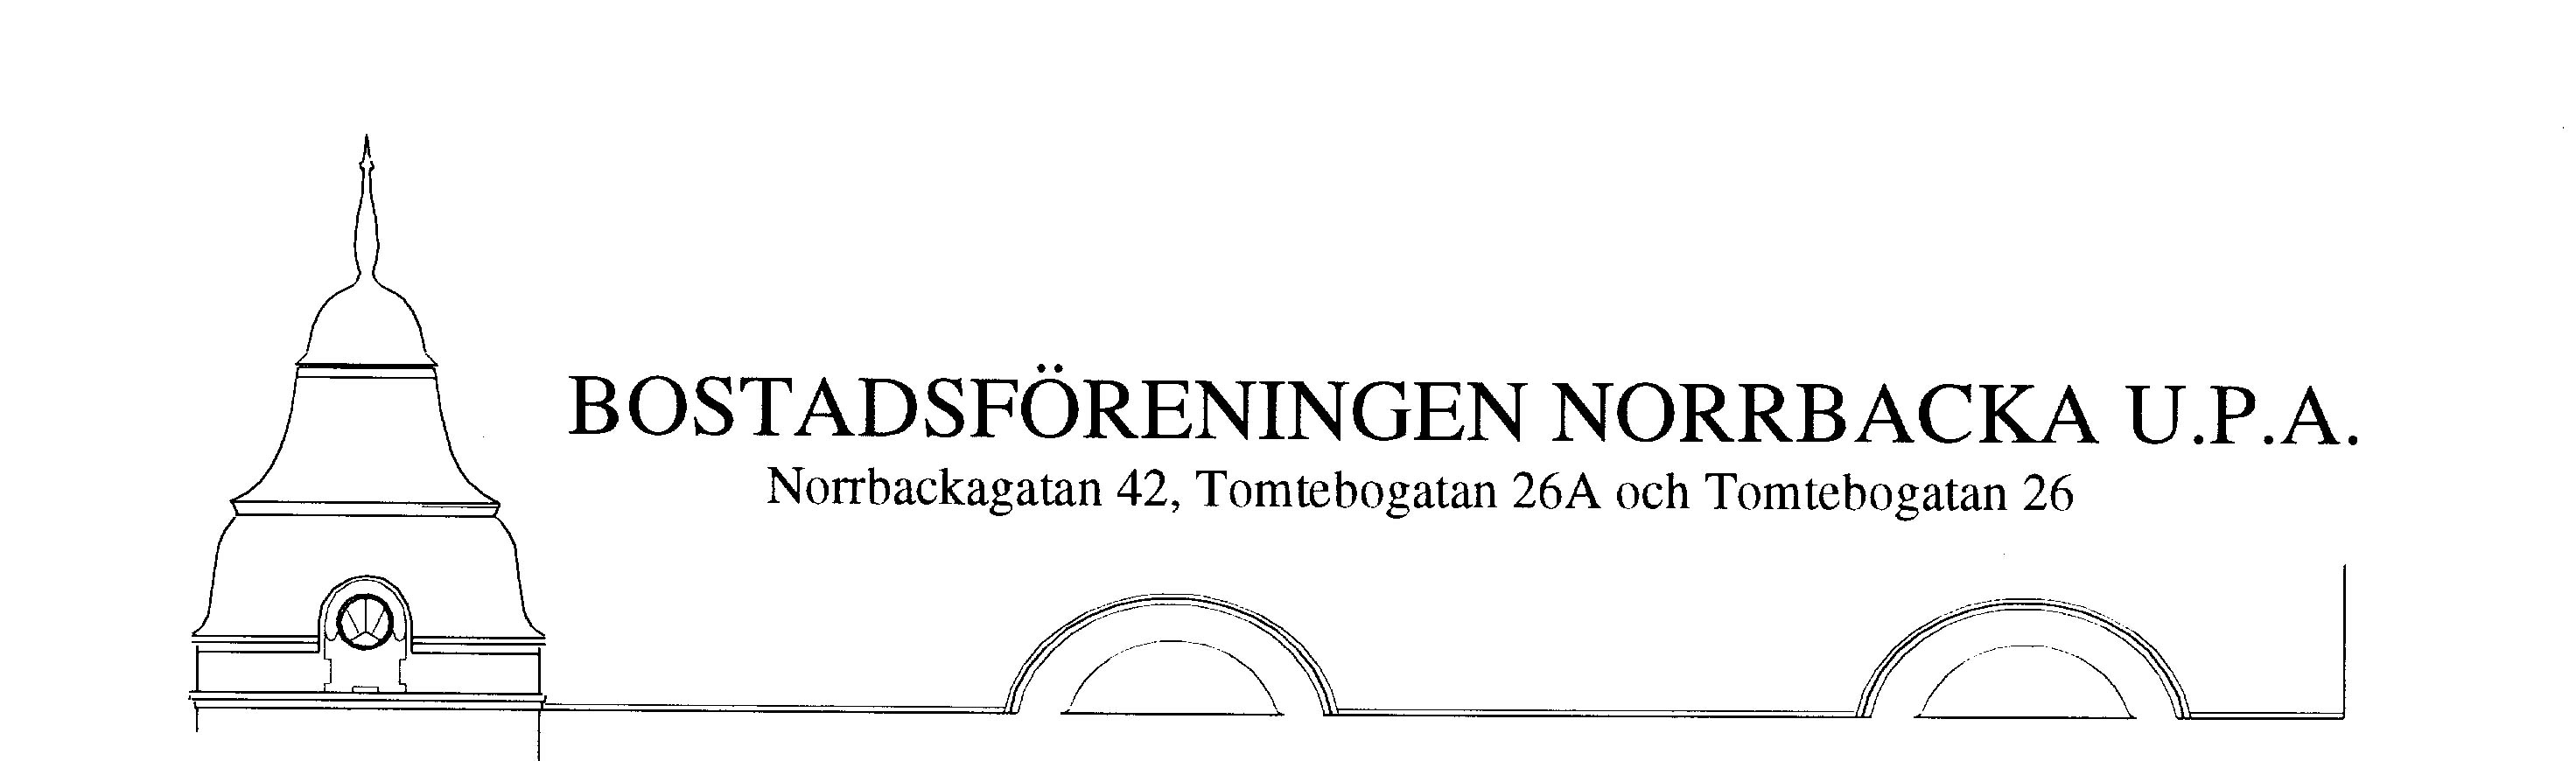 BOSTADSFÖRENINGEN NORRBACKA U.P.A.
Norrbackagatan 42, Tomtebogatan 26A och Tomtebogatan 26